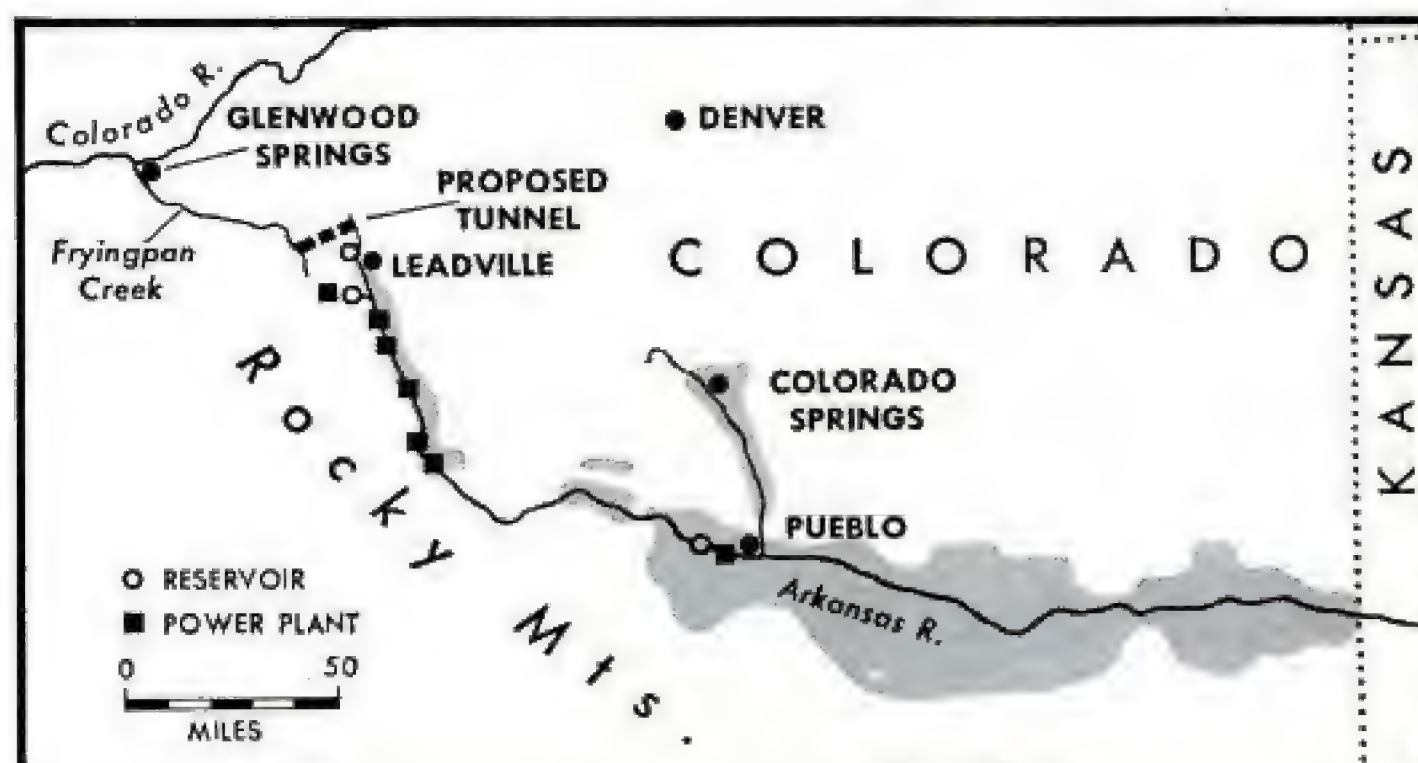 Colorado R.
GLENWOOD
SPRINGS
DENVER
PROPOSED
TUNNEL
Fryingpan
Creek
LEADVILLE
COLORADO
KANSAS
ROCKY MTS.
COLORADO
SPRINGS
PUEBLO
Arkansas R.
RESERVOIR
POWER PLANT
0 50
MILES